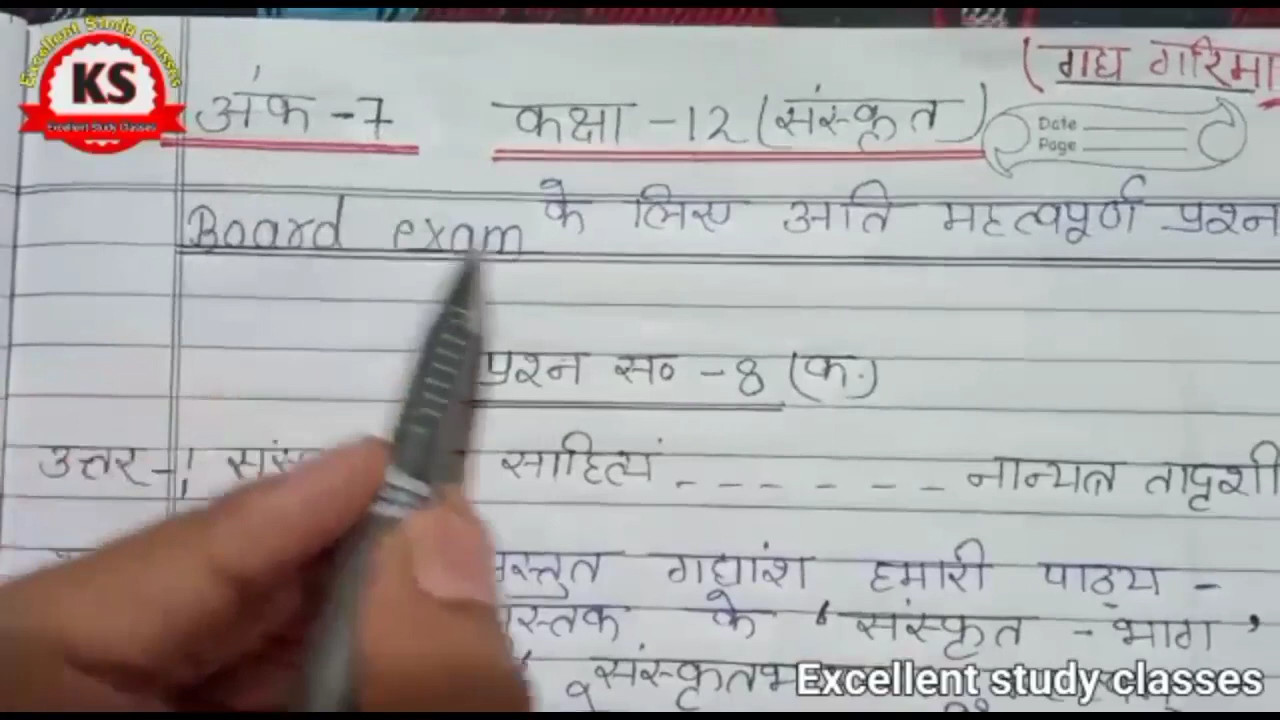 Excellent Study Classes
KS
Excellent Study Classes
(गद्य गरिमा
अंक -7 कक्षा -12 (संस्कृत)
Date
Page
Board exam के लिए अति महत्वपूर्ण प्रश्न
प्रश्न स० -8 (क.)
उत्तर- साहित्यं - - - - - - नान्यत्र तादृशी
प्रस्तुत गद्यांश हमारी पाठ्य -
पुस्तक के 'संस्कृत - भाग'
Excellent study classes